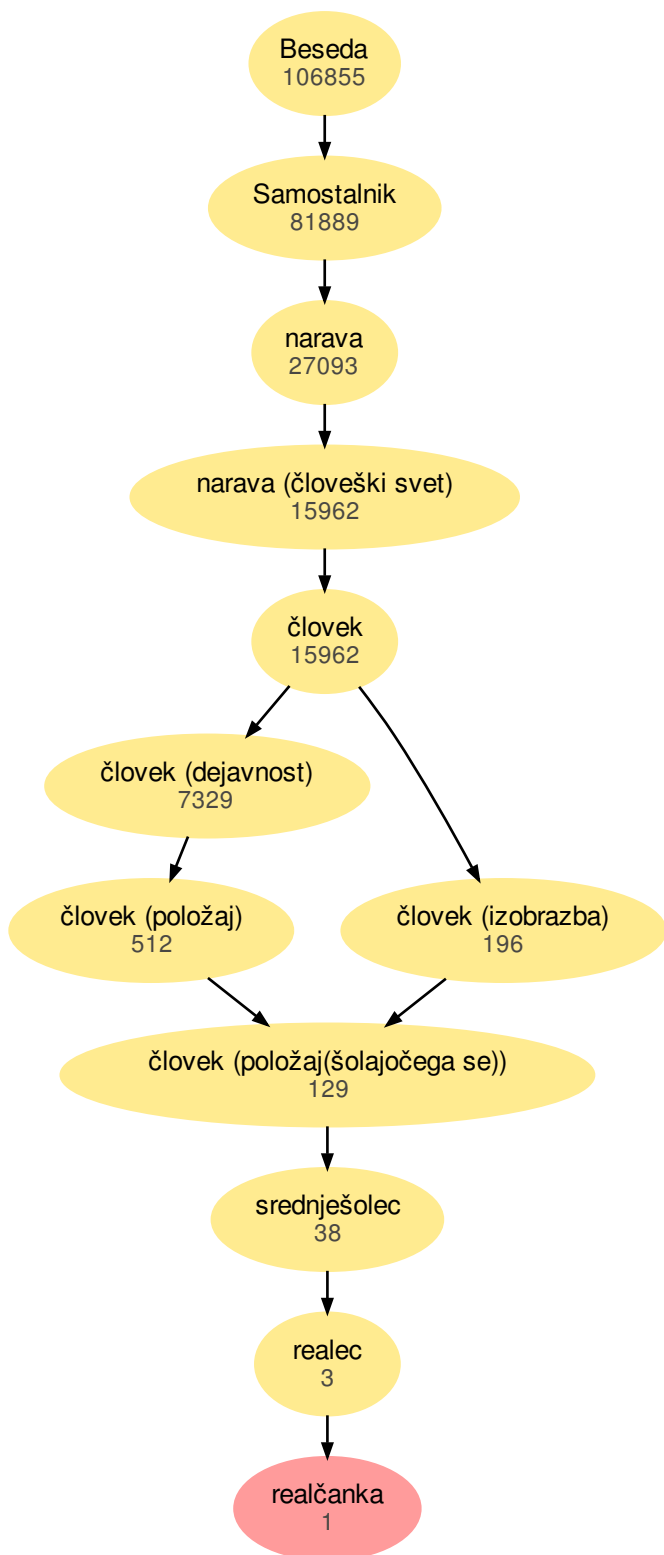 Beseda
106855
Samostalnik
81889
narava
27093
narava (človeški svet)
15962
človek
15962
človek (dejavnost)
7329
človek (položaj)
512
človek (izobrazba)
196
človek (položaj(šolajočega se))
129
srednješolec
38
realec
3
realčanka
1